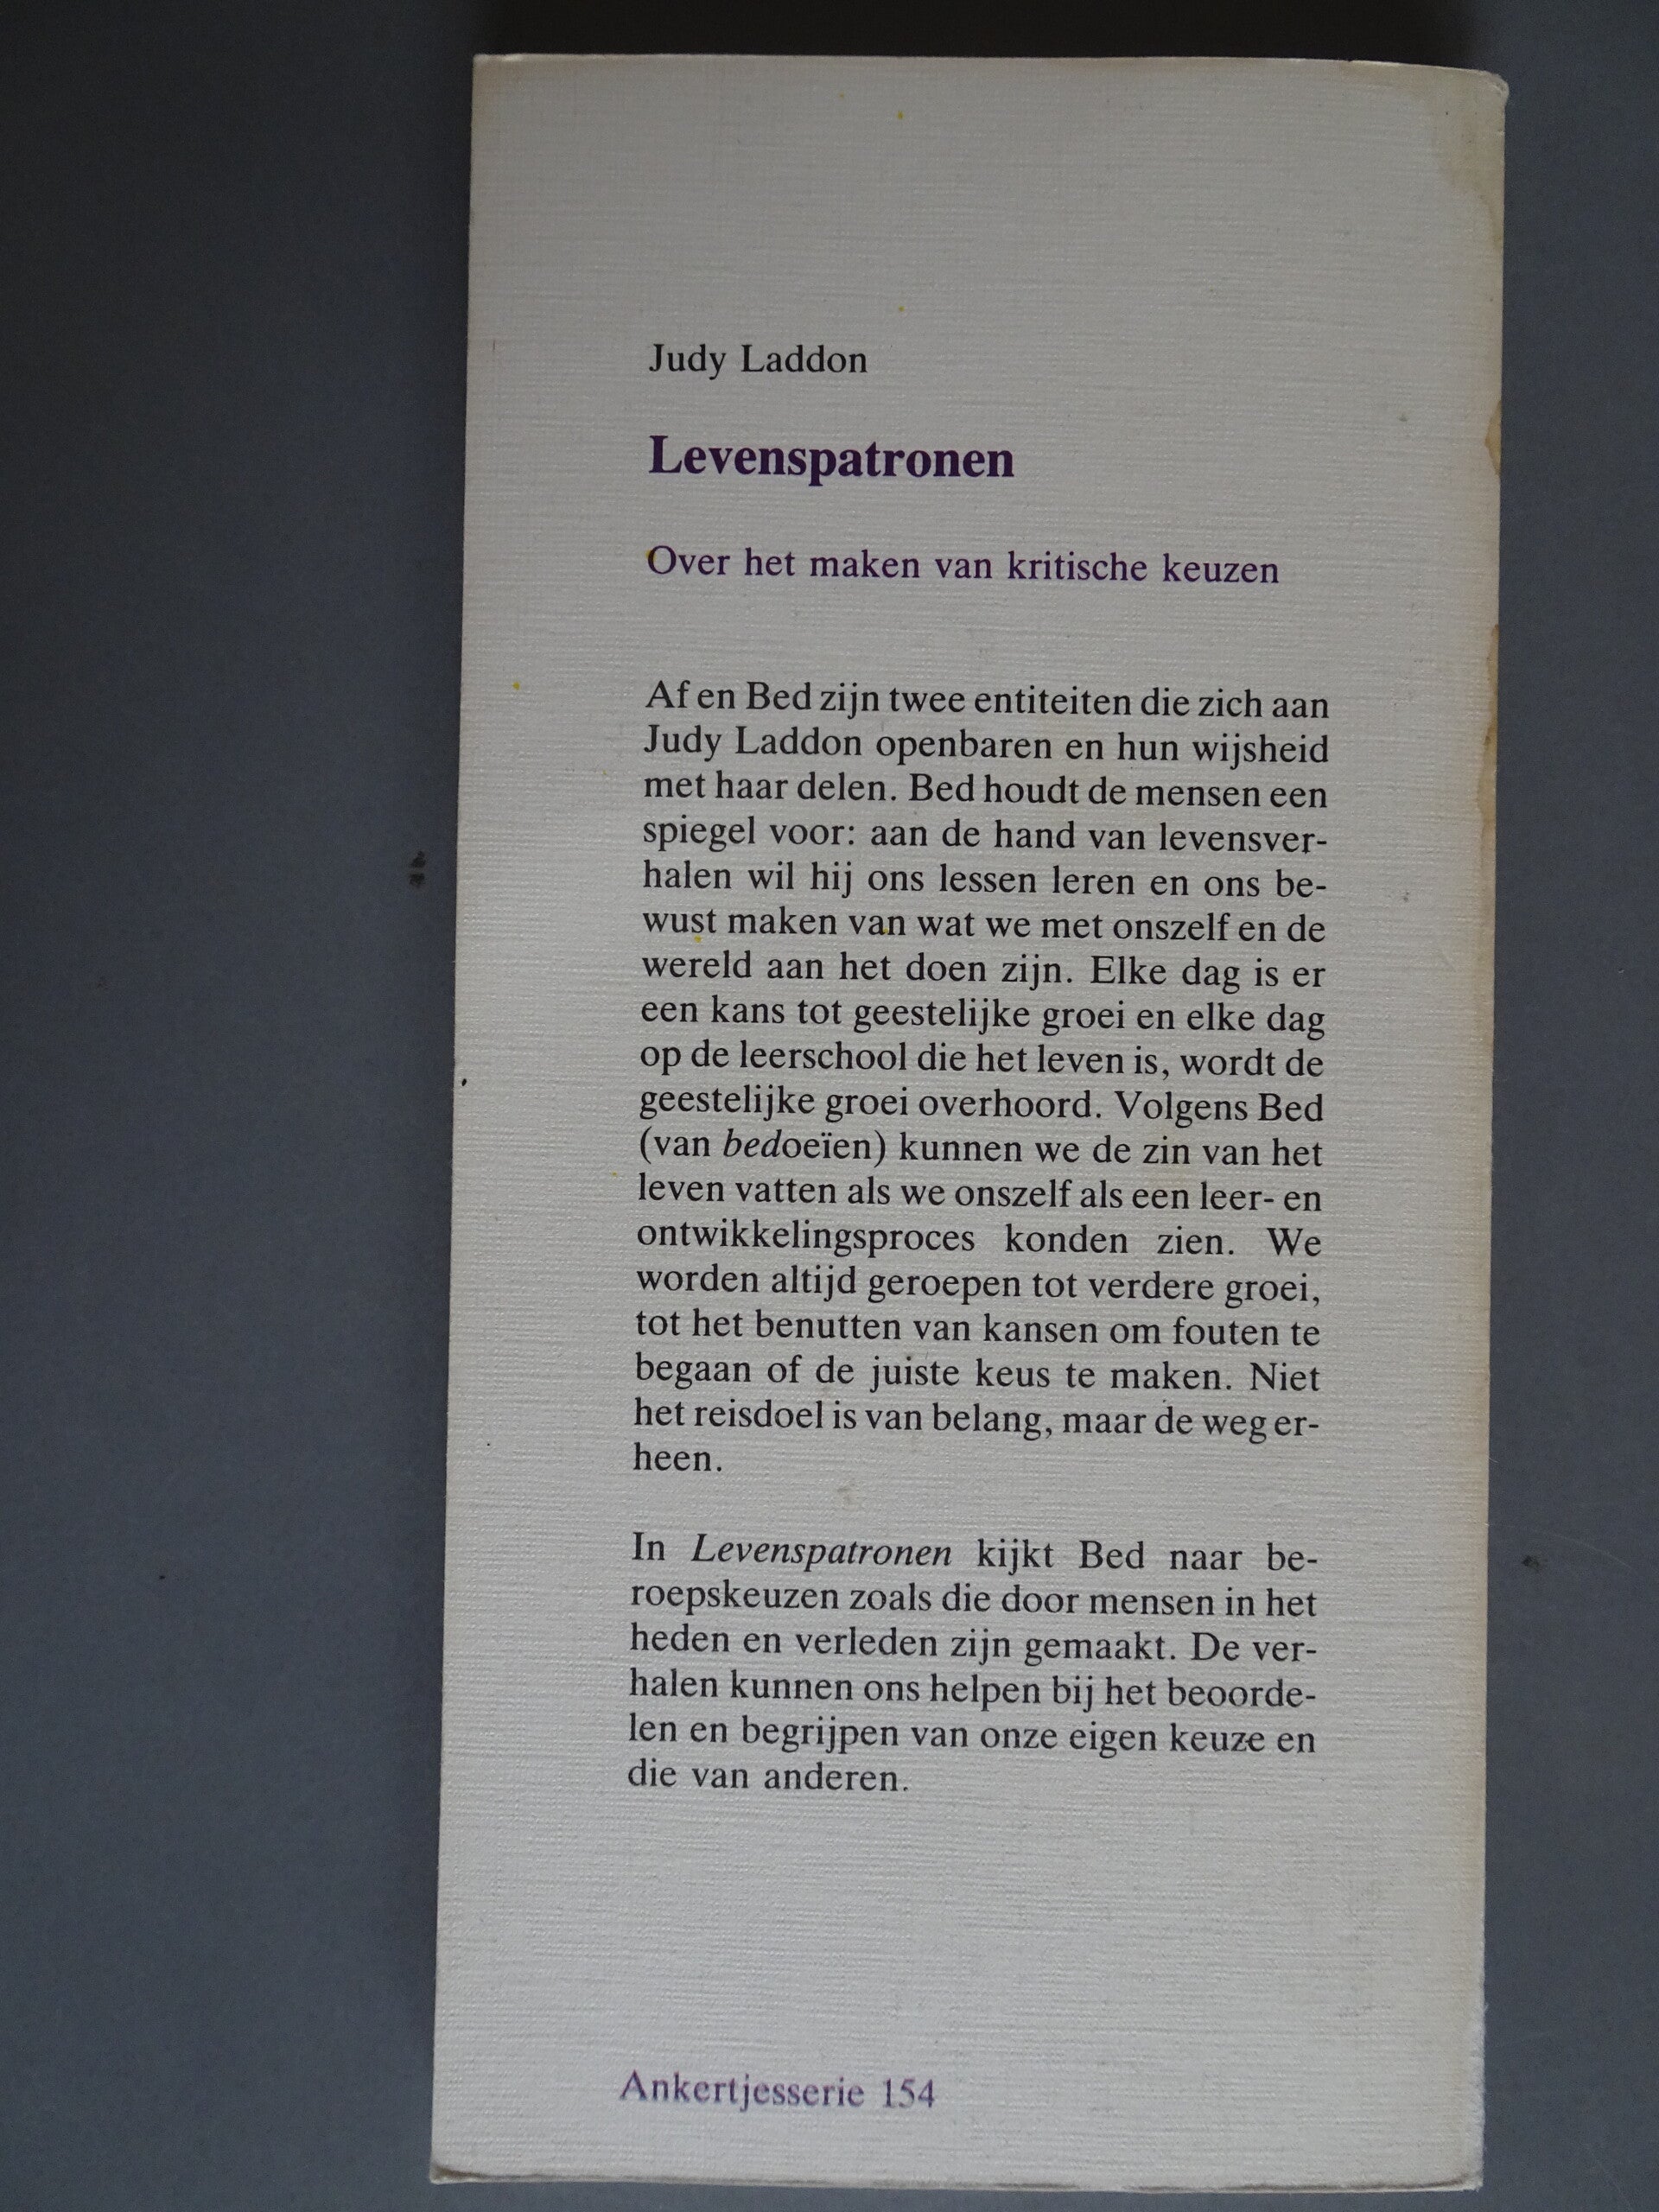 Judy Laddon
Levenspatronen
Over het maken van kritische keuzen
Af en Bed zijn twee entiteiten die zich aan
Judy Laddon openbaren en hun wijsheid
met haar delen. Bed houdt de mensen een
spiegel voor: aan de hand van levensver-
halen wil hij ons lessen leren en ons be-
wust maken van wat we met onszelf en de
wereld aan het doen zijn. Elke dag is er
een kans tot geestelijke groei en elke dag
op de leerschool die het leven is, wordt de
geestelijke groei overhoord. Volgens Bed
(van bedoeïen) kunnen we de zin van het
leven vatten als we onszelf als een leer- en
ontwikkelingsproces konden zien. We
worden altijd geroepen tot verdere groei,
tot het benutten van kansen om fouten te
begaan of de juiste keus te maken. Niet
het reisdoel is van belang, maar de weg er-
heen.
In Levenspatronen kijkt Bed naar be-
roepskeuzen zoals die door mensen in het
heden en verleden zijn gemaakt. De ver-
halen kunnen ons helpen bij het beoorde-
len en begrijpen van onze eigen keuze en
die van anderen.
Ankertjesserie 154